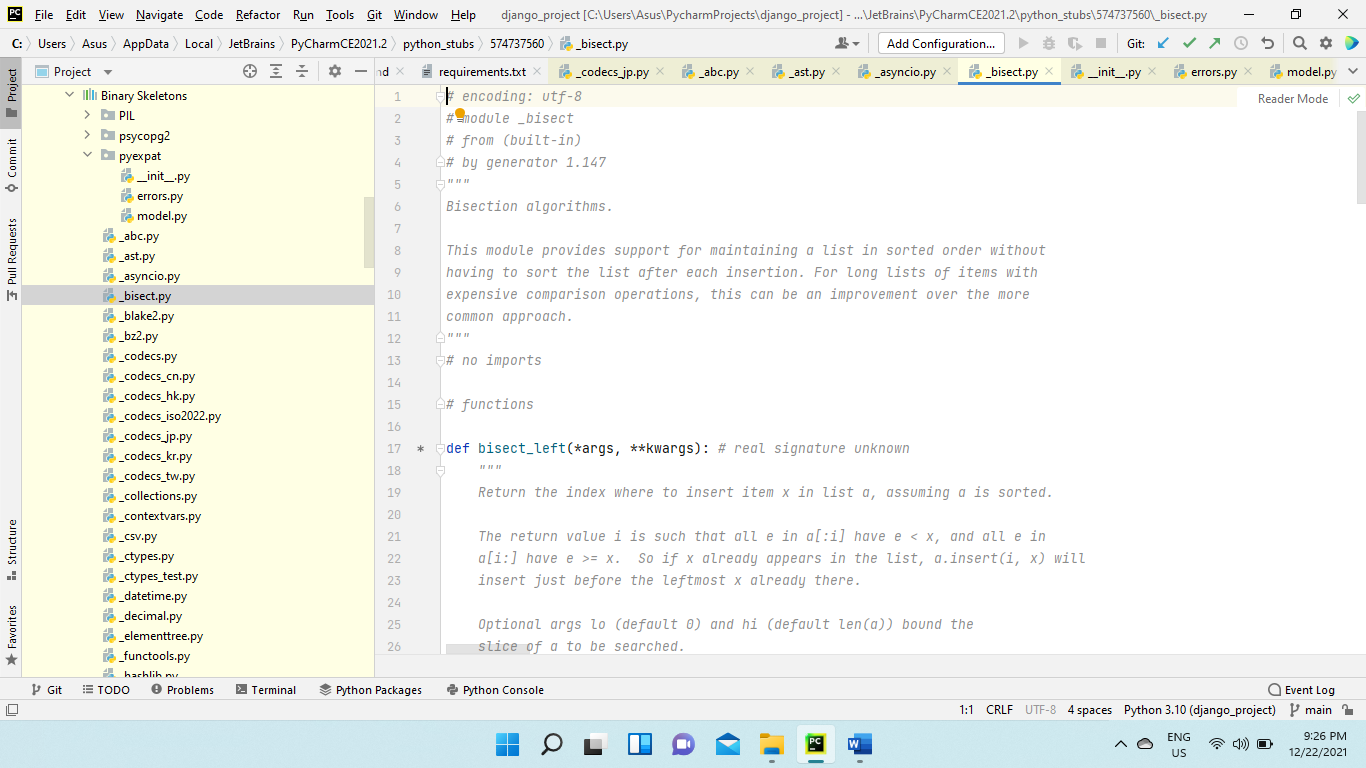 PC File Edit View Navigate Code Refactor Run Tools Git Window Help django_project [C:\Users\Asus\PycharmProjects\django_project] - ...\JetBrains\PyCharmCE2021.2\python_stubs\574737560\_bisect.py
C: Users Asus AppData Local JetBrains PyCharmCE2021.2 python_stubs 574737560 _bisect.py Add Configuration... Git:
Project nd requirements.txt _codecs_jp.py _abc.py _ast.py _asyncio.py _bisect.py __init__.py errors.py model.py
Project
Commit
Pull Requests
Structure
Favorites
Binary Skeletons
PIL
psycopg2
pyexpat
__init__.py
errors.py
model.py
_abc.py
_ast.py
_asyncio.py
_bisect.py
_blake2.py
_bz2.py
_codecs.py
_codecs_cn.py
_codecs_hk.py
_codecs_iso2022.py
_codecs_jp.py
_codecs_kr.py
_codecs_tw.py
_collections.py
_contextvars.py
_csv.py
_ctypes.py
_ctypes_test.py
_datetime.py
_decimal.py
_elementtree.py
_functools.py
_hashlib.py
Reader Mode
1 # encoding: utf-8
2 # module _bisect
3 # from (built-in)
4 # by generator 1.147
5 """
6 Bisection algorithms.
7
8 This module provides support for maintaining a list in sorted order without
9 having to sort the list after each insertion. For long lists of items with
10 expensive comparison operations, this can be an improvement over the more
11 common approach.
12 """
13 # no imports
14
15 # functions
16
17 * def bisect_left(*args, **kwargs): # real signature unknown
18 """
19 Return the index where to insert item x in list a, assuming a is sorted.
20
21 The return value i is such that all e in a[:i] have e < x, and all e in
22 a[i:] have e >= x.  So if x already appears in the list, a.insert(i, x) will
23 insert just before the leftmost x already there.
24
25 Optional args lo (default 0) and hi (default len(a)) bound the
26 slice of a to be searched.
Git TODO Problems Terminal Python Packages Python Console Event Log
1:1 CRLF UTF-8 4 spaces Python 3.10 (django_project) main
PC W ENG US 9:26 PM
12/22/2021